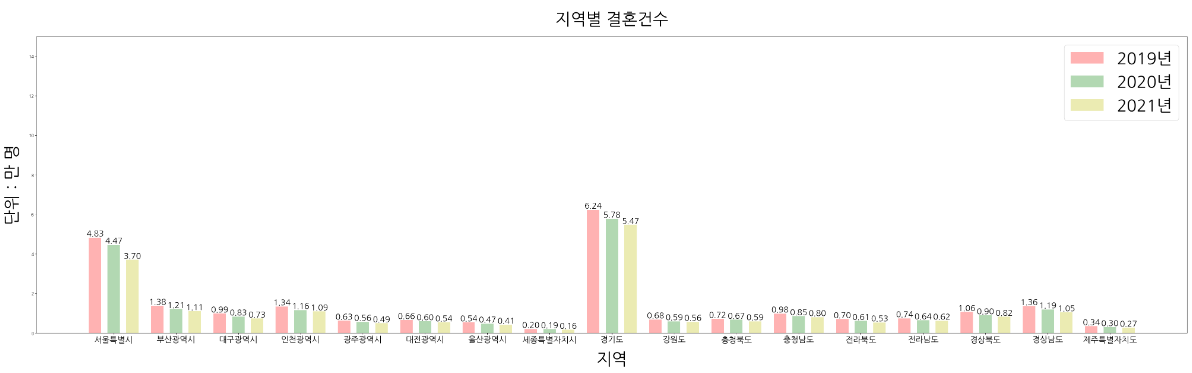 지역별 결혼건수
2019년
2020년
2021년
단위 : 만 명
14
12
10
8
6
4
2
0
4.83 4.47 3.70
1.38 1.21 1.11
0.99 0.83 0.73
1.34 1.16 1.09
0.63 0.56 0.49
0.66 0.60 0.54
0.54 0.47 0.41
0.20 0.19 0.16
6.24 5.78 5.47
0.68 0.59 0.56
0.72 0.67 0.59
0.98 0.85 0.80
0.70 0.61 0.53
0.74 0.64 0.62
1.06 0.90 0.82
1.36 1.19 1.05
0.34 0.30 0.27
서울특별시 부산광역시 대구광역시 인천광역시 광주광역시 대전광역시 울산광역시 세종특별자치시 경기도 강원도 충청북도 충청남도 전라북도 전라남도 경상북도 경상남도 제주특별자치도
지역